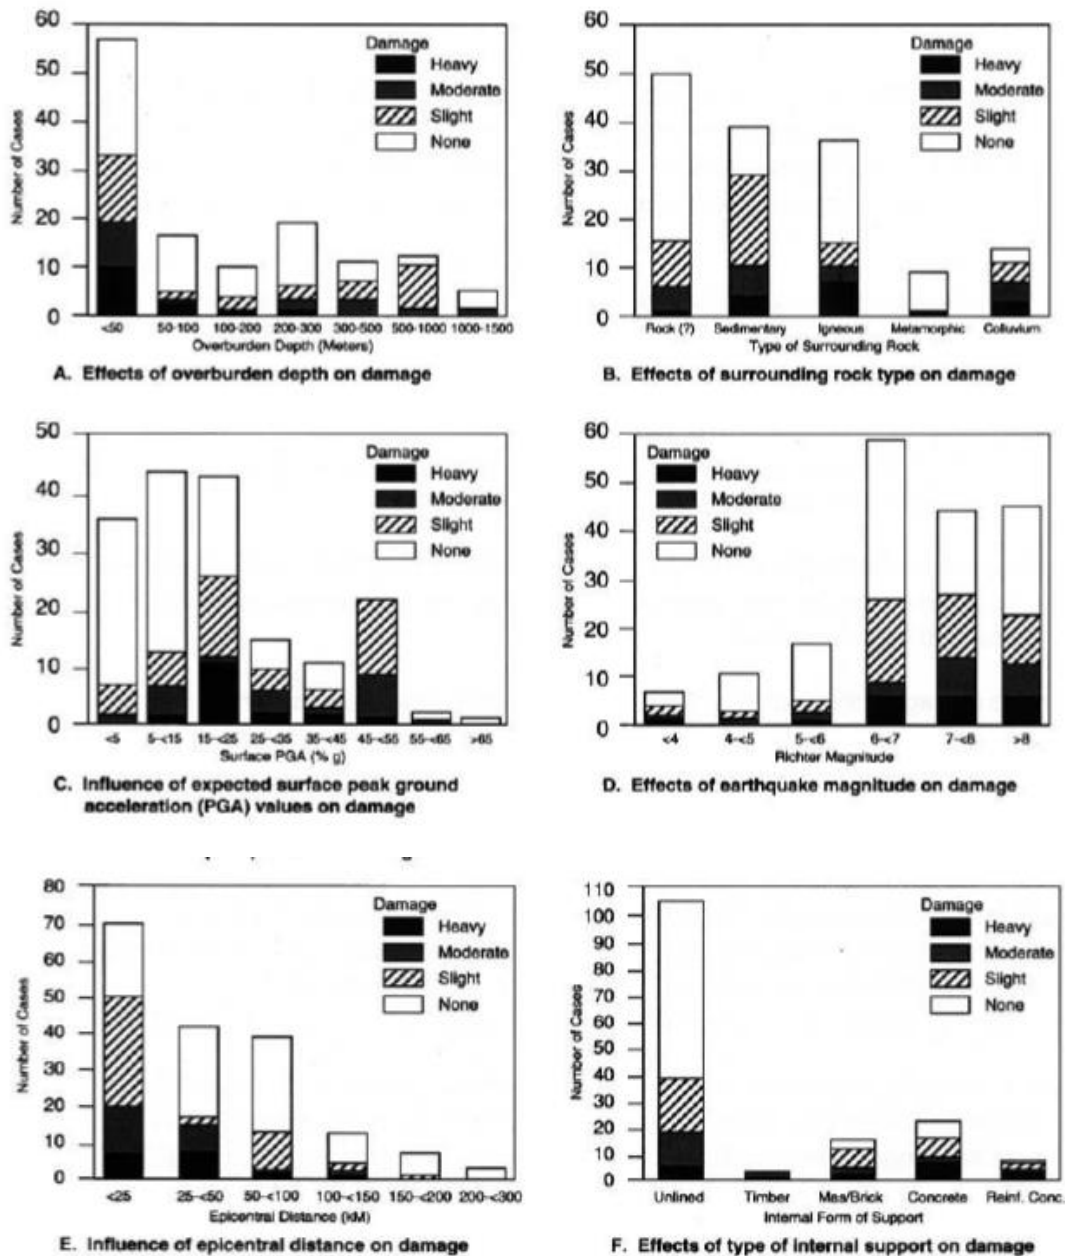 60
50
40
30
20
10
0
Number of Cases
Damage
Heavy
Moderate
Slight
None
<50 50-100 100-200 200-300 300-500 500-1000 1000-1500
Overburden Depth (Meters)
A. Effects of overburden depth on damage
60
50
40
30
20
10
0
Number of Cases
Damage
Heavy
Moderate
Slight
None
Rock (?) Sedimentary Igneous Metamorphic Colluvium
Type of Surrounding Rock
B. Effects of surrounding rock type on damage
50
40
30
20
10
0
Number of Cases
Damage
Heavy
Moderate
Slight
None
<5 5-<15 15-<25 25-<35 35-<45 45-<55 55-<65 >65
Surface PGA (% g)
C. Influence of expected surface peak ground
acceleration (PGA) values on damage
60
50
40
30
20
10
0
Number of Cases
Damage
Heavy
Moderate
Slight
None
<4 4-<5 5-<6 6-<7 7-<8 >8
Richter Magnitude
D. Effects of earthquake magnitude on damage
80
70
60
50
40
30
20
10
0
Number of Cases
Damage
Heavy
Moderate
Slight
None
<25 25-<50 50-<100 100-<150 150-<200 200-<300
Epicentral Distance (kM)
E. Influence of epicentral distance on damage
110
100
90
80
70
60
50
40
30
20
10
0
Number of Cases
Damage
Heavy
Moderate
Slight
None
Unlined Timber Mas/Brick Concrete Reinf. Conc.
Internal Form of Support
F. Effects of type of internal support on damage